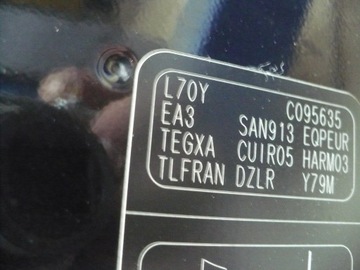 L70Y C095635
EA3 SAN913 EQPEUR
TEGXA CUIR05 HARM03
TLFRAN DZLR Y79M